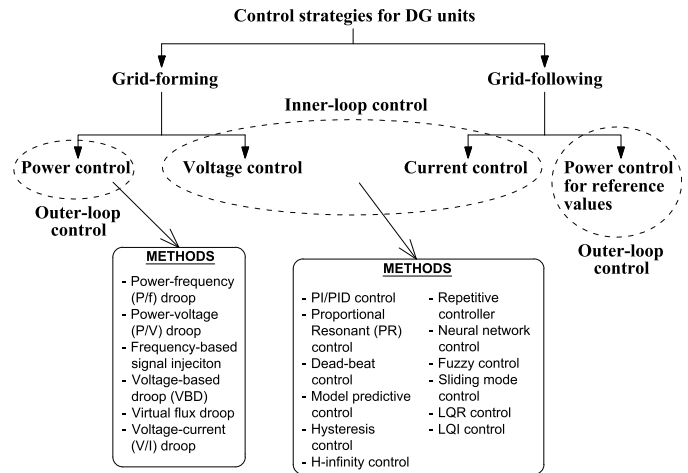 Control strategies for DG units
Grid-forming
Grid-following
Inner-loop control
Power control
Voltage control
Current control
Power control
for reference
values
Outer-loop
control
Outer-loop
control
METHODS
- Power-frequency
(P/f) droop
- Power-voltage
(P/V) droop
- Frequency-based
signal injeciton
- Voltage-based
droop (VBD)
- Virtual flux droop
- Voltage-current
(V/I) droop
METHODS
- PI/PID control
- Proportional
Resonant (PR)
control
- Dead-beat
control
- Model predictive
control
- Hysteresis
control
- H-infinity control
- Repetitive
controller
- Neural network
control
- Fuzzy control
- Sliding mode
control
- LQR control
- LQI control